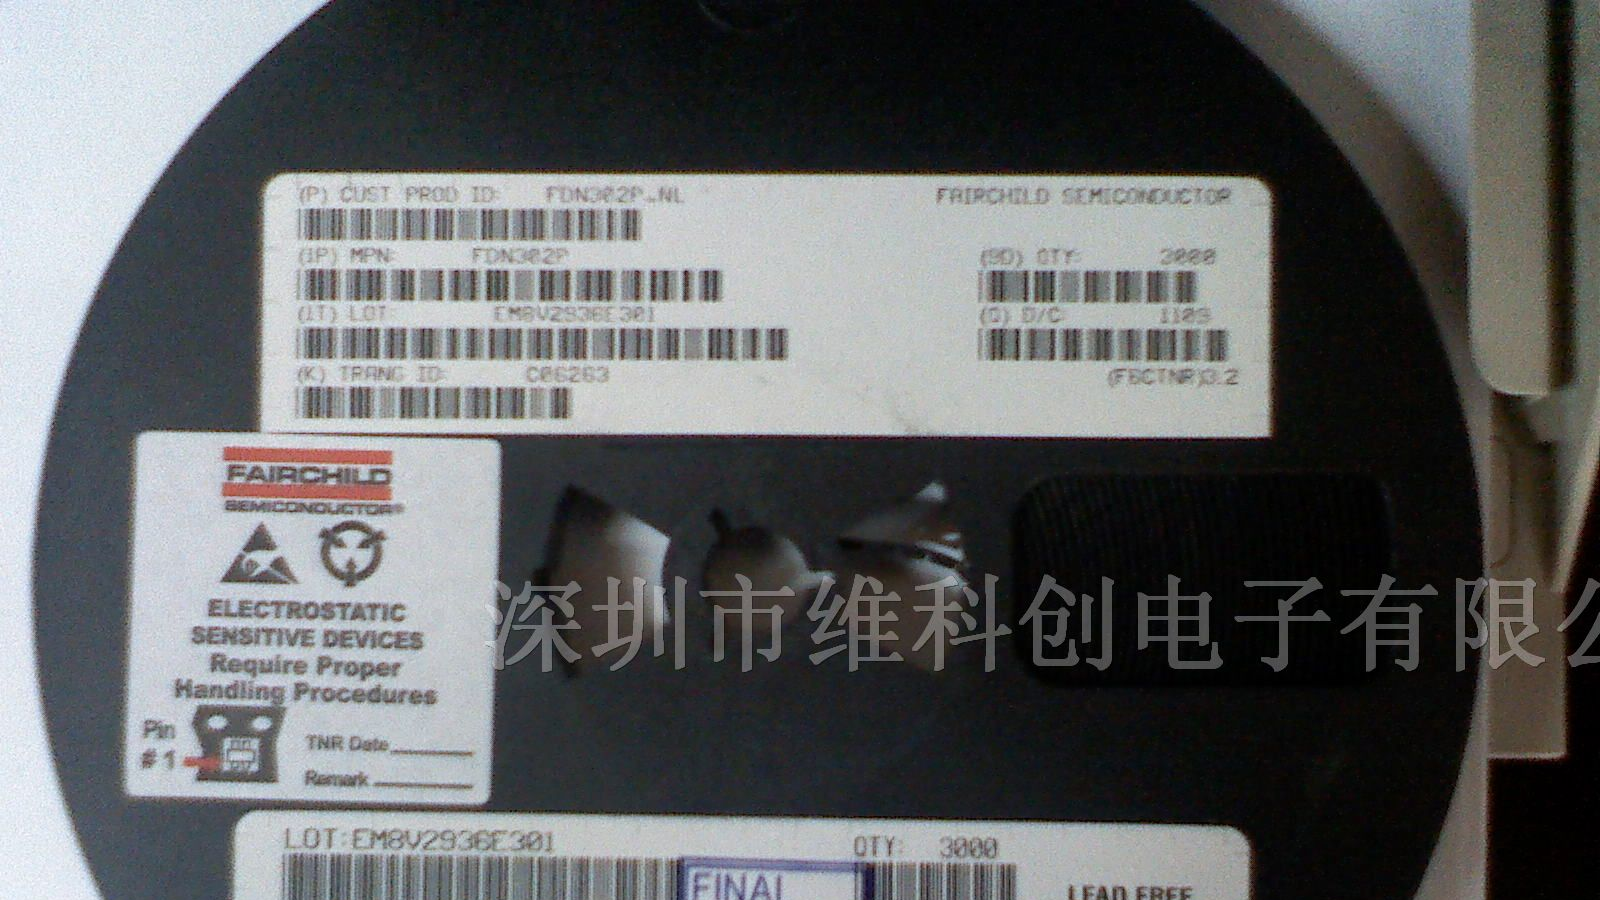 (P) CUST PROD ID: FDN302P_NL
FAIRCHILD SEMICONDUCTOR
(1P) MPN: FDN302P
(9D) QTY: 3000
(1T) LOT: EM8V2936E301
(Q) D/C: 1109
(K) TRANG ID: C06263
(F6CTNR)3.2
FAIRCHILD
SEMICONDUCTOR®
ELECTROSTATIC
SENSITIVE DEVICES
Require Proper
Handling Procedures
Pin
# 1
TNR Date
Remark
深圳市维科创电子有限公
LOT:EM8V2936E301
QTY: 3000
FINAL
LEAD FREE